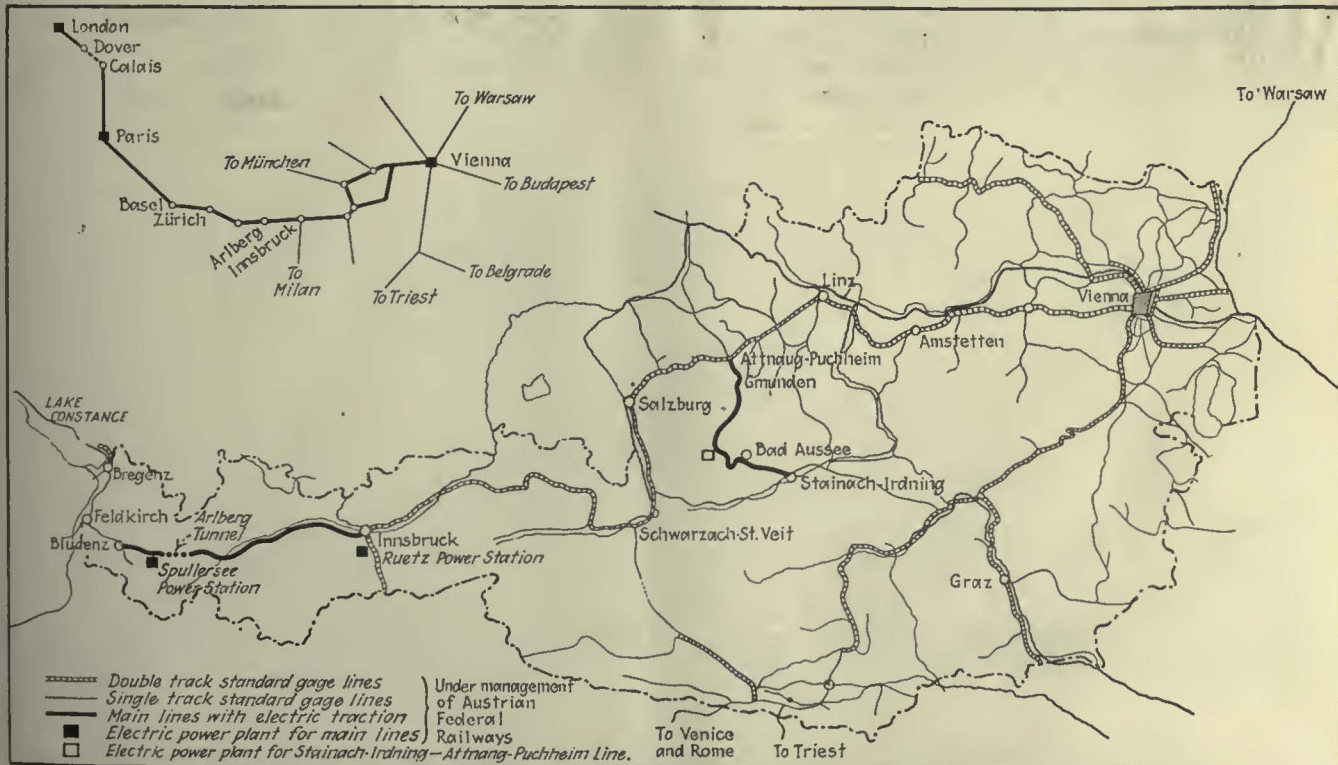 London
Dover
Calais
Paris
Basel
Zürich
Arlberg
Innsbruck
To Milan
To München
To Warsaw
Vienna
To Budapest
To Belgrade
To Triest
To Warsaw
Linz
Vienna
Amstetten
Attnaug-Puchheim
Gmunden
Salzburg
Bad Aussee
Stainach-Irdning
LAKE
CONSTANCE
Bregenz
Feldkirch
Arlberg
Tunnel
Bludenz
Innsbruck
Ruetz Power Station
Spullersee
Power Station
Schwarzach-St. Veit
Graz
Double track standard gage lines
Single track standard gage lines
Main lines with electric traction
Electric power plant for main lines
Under management
of Austrian
Federal
Railways
Electric power plant for Stainach-Irdning—Attnang-Puchheim Line.
To Venice
and Rome
To Triest